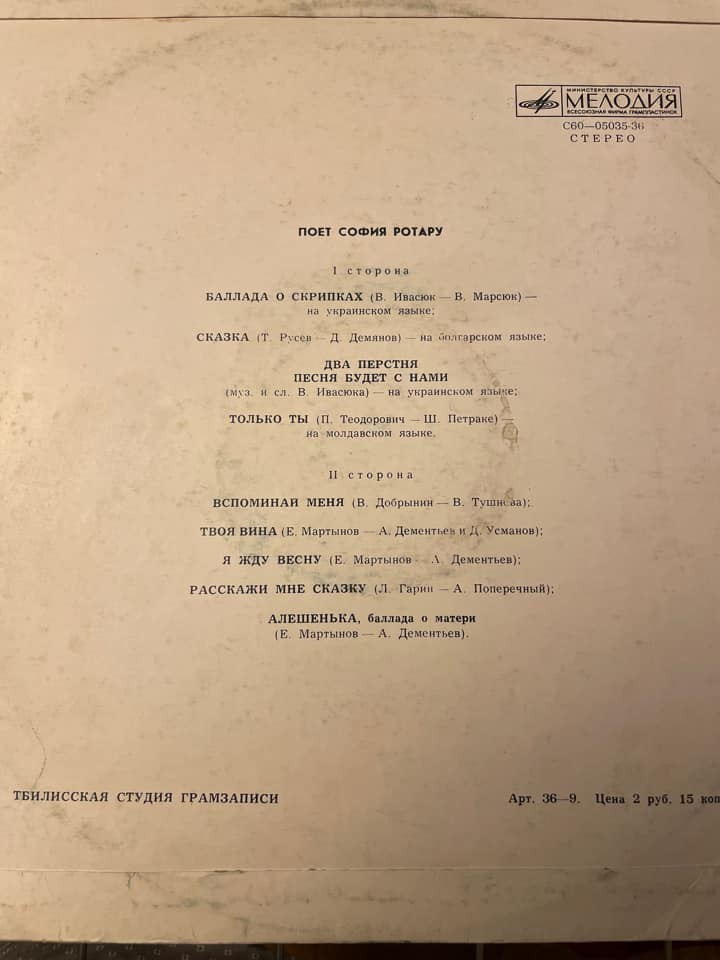 МИНИСТЕРСТВО КУЛЬТУРЫ СССР
МЕЛОДИЯ
ВСЕСОЮЗНАЯ ФИРМА ГРАМПЛАСТИНОК
С60—05035-36
СТЕРЕО
ПОЕТ СОФИЯ РОТАРУ
I сторона
БАЛЛАДА О СКРИПКАХ (В. Ивасюк — В. Марсюк) —
на украинском языке;
СКАЗКА (Т. Русев — Д. Демянов) — на болгарском языке;
ДВА ПЕРСТНЯ
ПЕСНЯ БУДЕТ С НАМИ
(муз. и сл. В. Ивасюка) — на украинском языке;
ТОЛЬКО ТЫ (П. Теодорович — Ш. Петраке) —
на молдавском языке.
II сторона
ВСПОМИНАЙ МЕНЯ (В. Добрынин — В. Тушнова);
ТВОЯ ВИНА (Е. Мартынов — А. Дементьев и Д. Усманов);
Я ЖДУ ВЕСНУ (Е. Мартынов — А. Дементьев);
РАССКАЖИ МНЕ СКАЗКУ (Л. Гарин — А. Поперечный);
АЛЕШЕНЬКА, баллада о матери
(Е. Мартынов — А. Дементьев).
ТБИЛИССКАЯ СТУДИЯ ГРАМЗАПИСИ
Арт. 36—9. Цена 2 руб. 15 коп